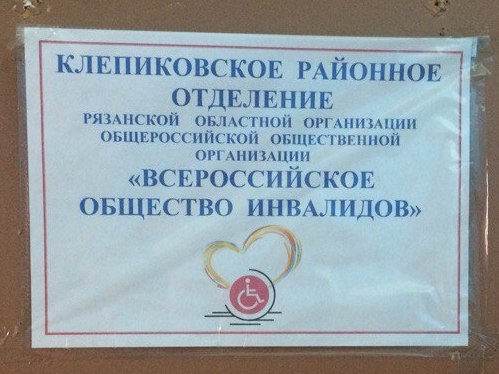 КЛЕПИКОВСКОЕ РАЙОННОЕ
ОТДЕЛЕНИЕ
РЯЗАНСКОЙ ОБЛАСТНОЙ ОРГАНИЗАЦИИ
ОБЩЕРОССИЙСКОЙ ОБЩЕСТВЕННОЙ
ОРГАНИЗАЦИИ
«ВСЕРОССИЙСКОЕ
ОБЩЕСТВО ИНВАЛИДОВ»